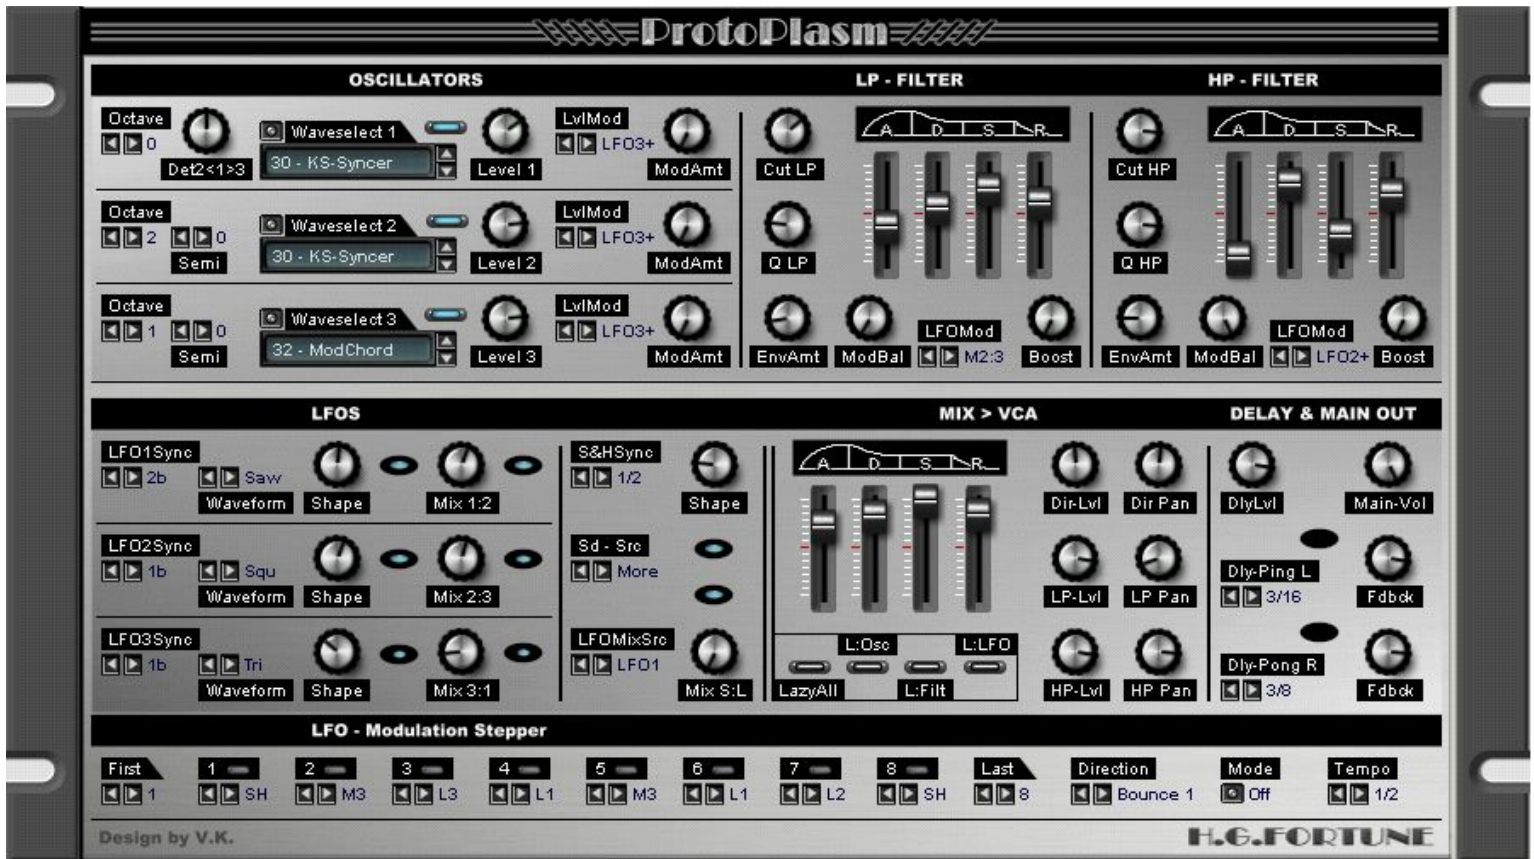 ProtoPlasm
OSCILLATORS LP - FILTER HP - FILTER
Octave Waveselect 1 LvlMod A D S R A D S R
0 30 - KS-Syncer LFO3+
Det2<1>3 Level 1 ModAmt Cut LP Cut HP
Octave Waveselect 2 LvlMod
2 0 30 - KS-Syncer LFO3+
Semi Level 2 ModAmt Q LP Q HP
Octave Waveselect 3 LvlMod
1 0 32 - ModChord LFO3+ LFOMod LFOMod
Semi Level 3 ModAmt EnvAmt ModBal M2:3 Boost EnvAmt ModBal LFO2+ Boost
LFOS MIX > VCA DELAY & MAIN OUT
LFO1Sync S&HSync A D S R
2b Saw 1/2
Waveform Shape Mix 1:2 Shape Dir-Lvl Dir Pan DlyLvl Main-Vol
LFO2Sync Sd - Src
1b Squ More Dly-Ping L
Waveform Shape Mix 2:3 LP-Lvl LP Pan 3/16 Fdbck
LFO3Sync LFOMixSrc L:Osc L:LFO
1b Tri LFO1 Dly-Pong R
Waveform Shape Mix 3:1 Mix S:L LazyAll L:Filt HP-Lvl HP Pan 3/8 Fdbck
LFO - Modulation Stepper
First 1 2 3 4 5 6 7 8 Last Direction Mode Tempo
1 SH M3 L3 L1 M3 L1 L2 SH 8 Bounce 1 Off 1/2
Design by V.K. H.G.FORTUNE